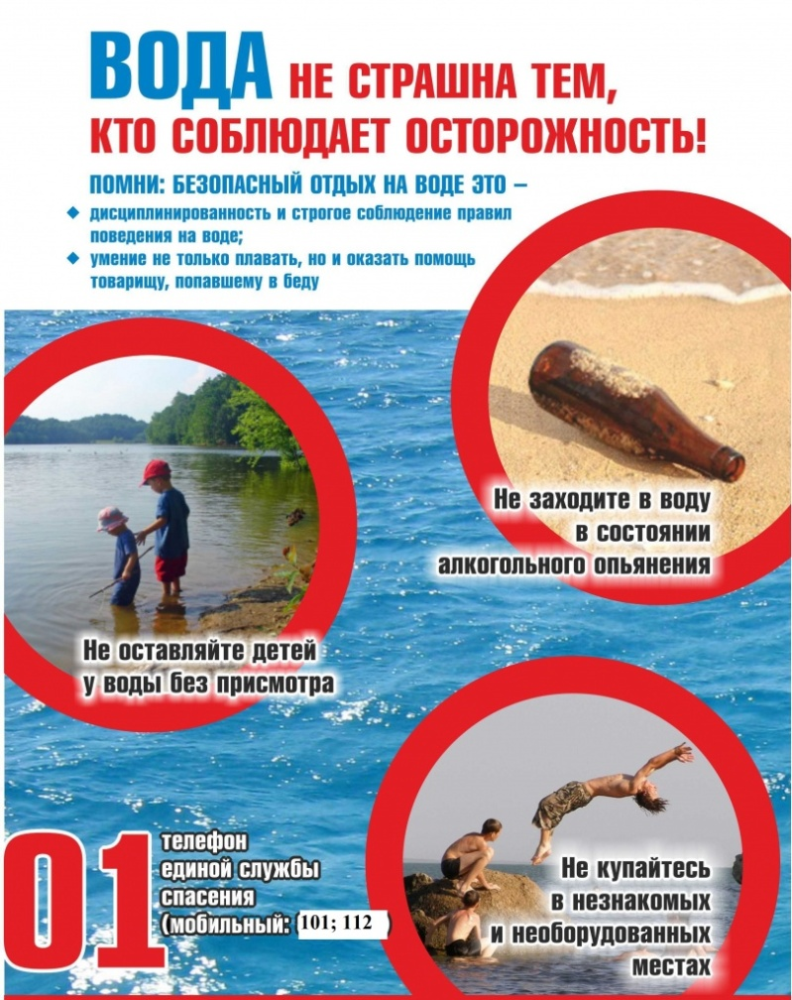 ВОДА НЕ СТРАШНА ТЕМ,
КТО СОБЛЮДАЕТ ОСТОРОЖНОСТЬ!
ПОМНИ: БЕЗОПАСНЫЙ ОТДЫХ НА ВОДЕ ЭТО –
◆ дисциплинированность и строгое соблюдение правил
поведения на воде;
◆ умение не только плавать, но и оказать помощь
товарищу, попавшему в беду
Не заходите в воду
в состоянии
алкогольного опьянения
Не оставляйте детей
у воды без присмотра
01
телефон
единой службы
спасения
(мобильный: 101; 112 )
Не купайтесь
в незнакомых
и необорудованных
местах